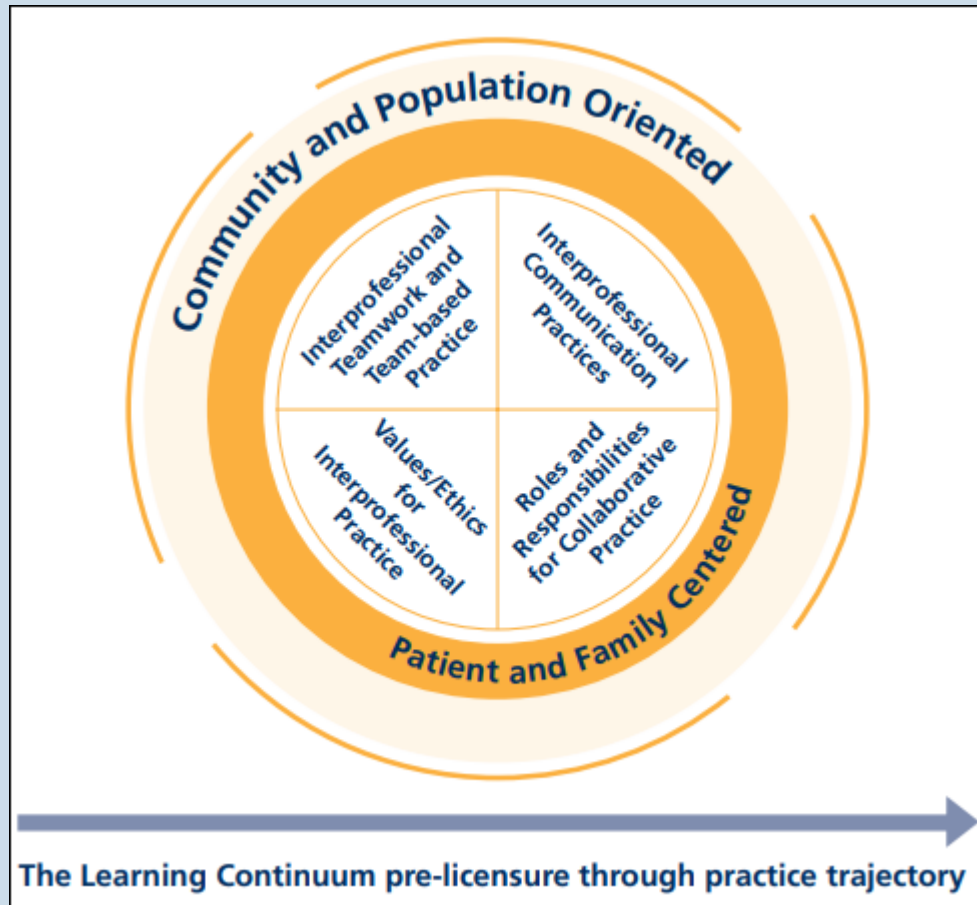 Community and Population Oriented
Interprofessional
Teamwork and
Team-based
Practice
Interprofessional
Communication
Practices
Values/Ethics
for
Interprofessional
Practice
Roles and
Responsibilities
for Collaborative
Practice
Patient and Family Centered
The Learning Continuum pre-licensure through practice trajectory